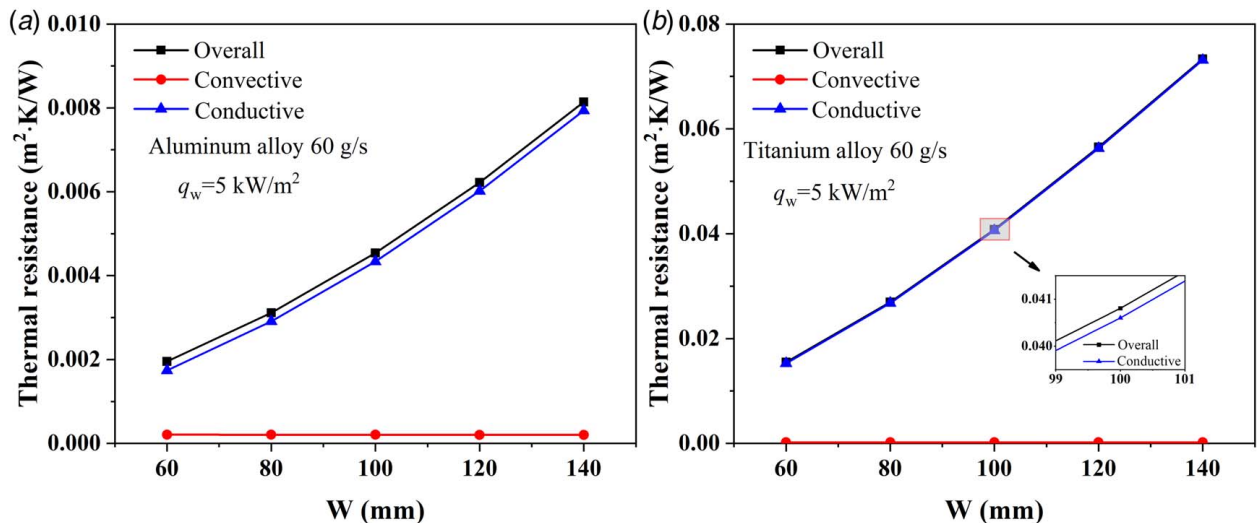 (a)
0.010
0.008
0.006
0.004
0.002
0.000
Thermal resistance (m²·K/W)
Overall
Convective
Conductive
Aluminum alloy 60 g/s
q_w=5 kW/m²
60 80 100 120 140
W (mm)
(b)
0.08
0.06
0.04
0.02
0.00
Thermal resistance (m²·K/W)
Overall
Convective
Conductive
Titanium alloy 60 g/s
q_w=5 kW/m²
0.041
0.040
Overall
Conductive
99 100 101
60 80 100 120 140
W (mm)